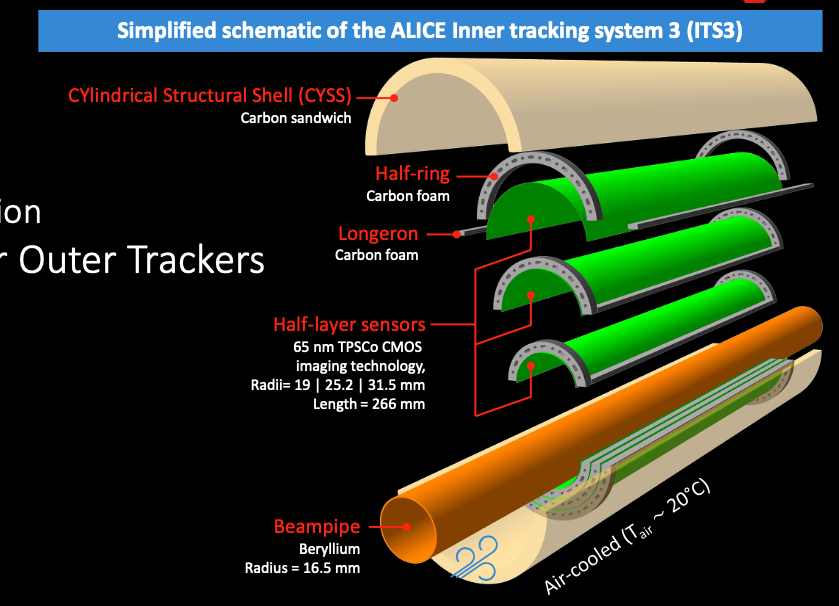 Simplified schematic of the ALICE Inner tracking system 3 (ITS3)
CYlindrical Structural Shell (CYSS)
Carbon sandwich
Half-ring
Carbon foam
ion
r Outer Trackers
Longeron
Carbon foam
Half-layer sensors
65 nm TPSCo CMOS
imaging technology,
Radii= 19 | 25.2 | 31.5 mm
Length = 266 mm
Beampipe
Beryllium
Radius = 16.5 mm
Air-cooled (Tair ~ 20°C)